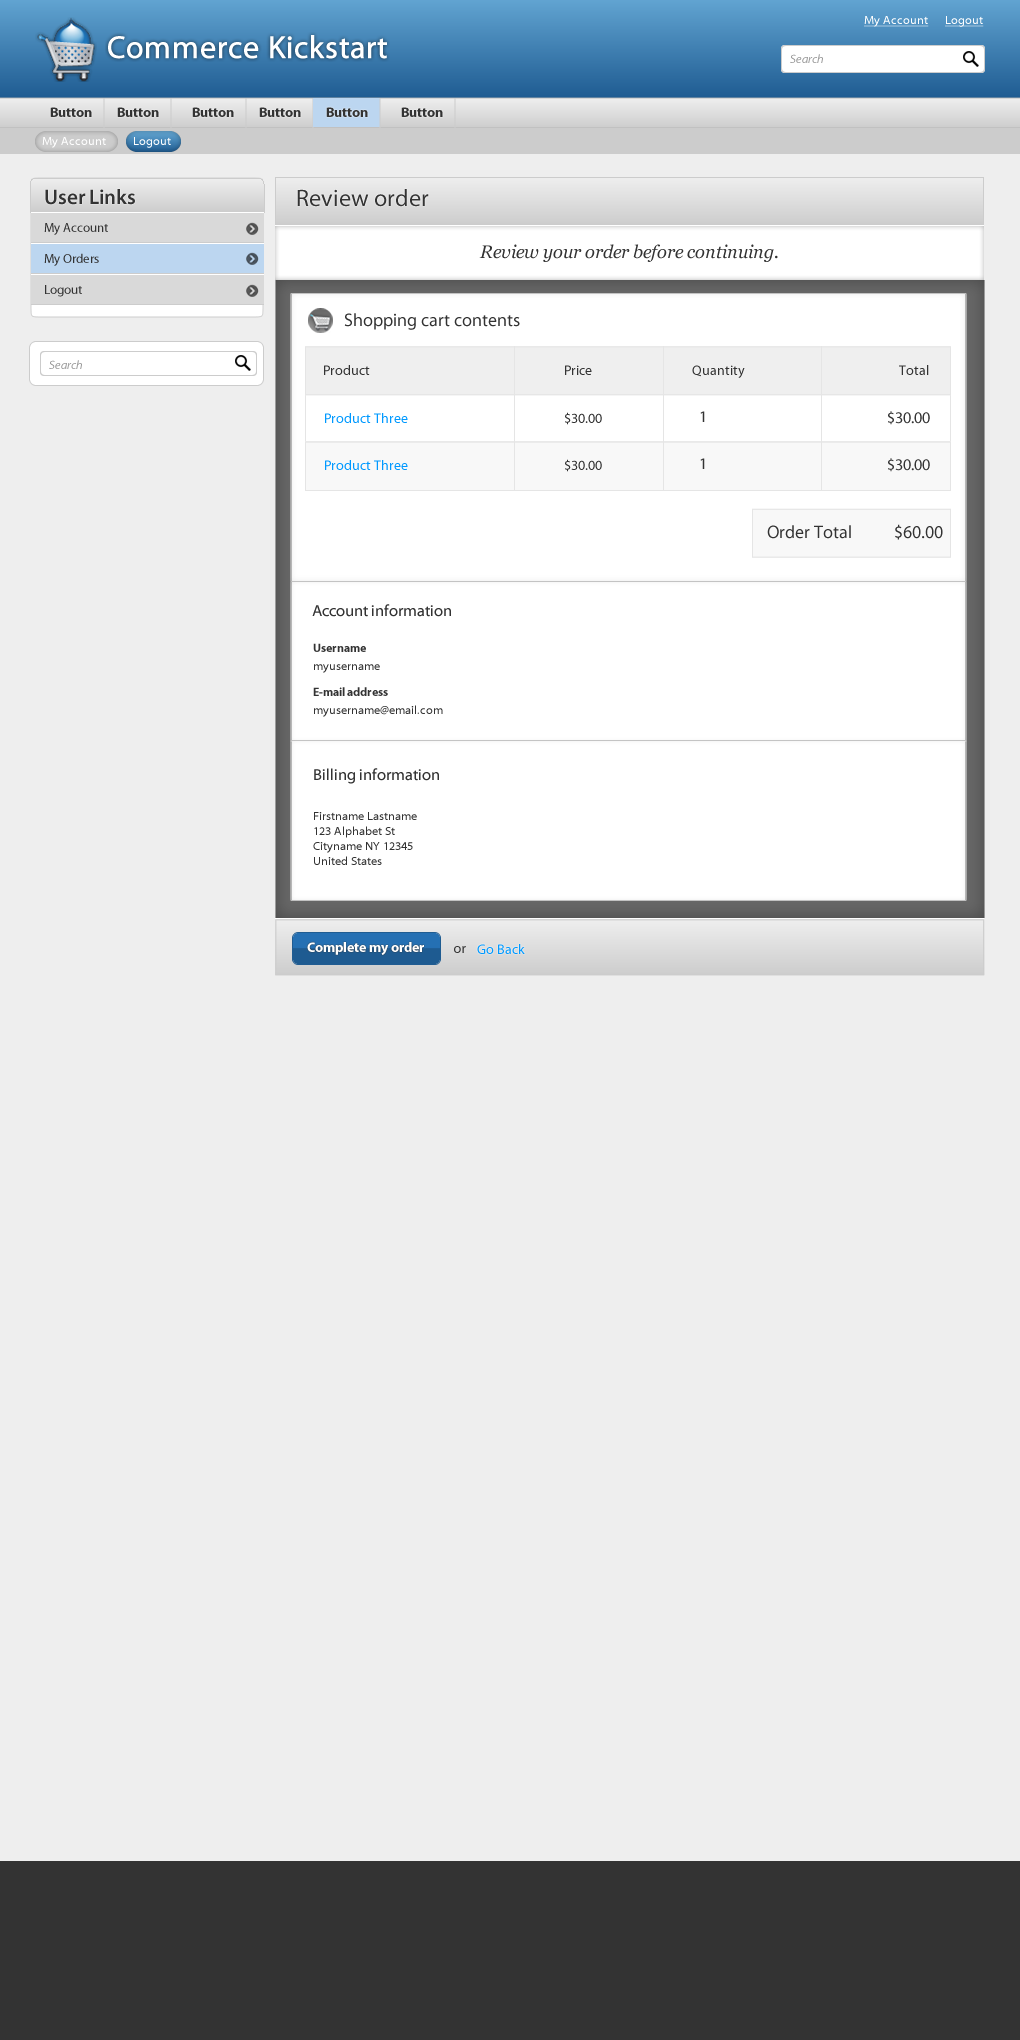 My Account Logout
Commerce Kickstart
Search
Button Button Button Button Button Button
My Account Logout
User Links
My Account
My Orders
Logout
Search
Review order
Review your order before continuing.
Shopping cart contents
Product Price Quantity Total
Product Three $30.00 1 $30.00
Product Three $30.00 1 $30.00
Order Total $60.00
Account information
Username
myusername
E-mail address
myusername@email.com
Billing information
Firstname Lastname
123 Alphabet St
Cityname NY 12345
United States
Complete my order or Go Back